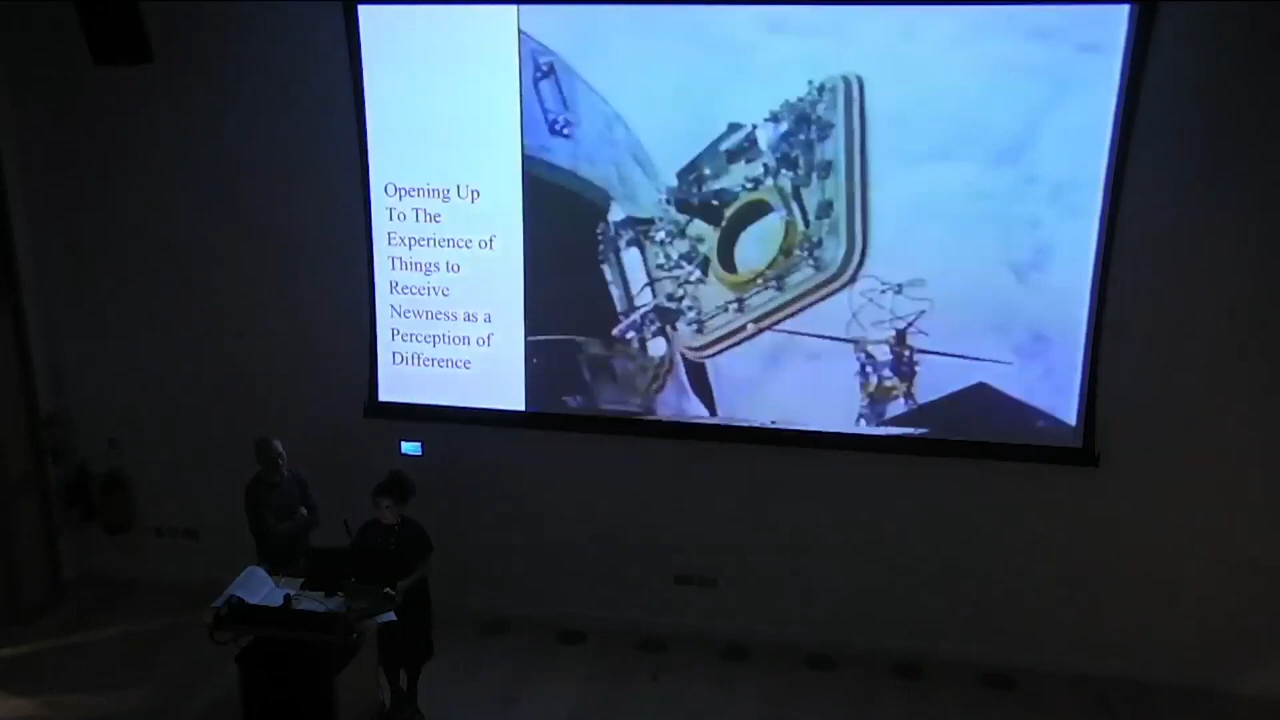 Opening Up
To The
Experience of
Things to
Receive
Newness as a
Perception of
Difference